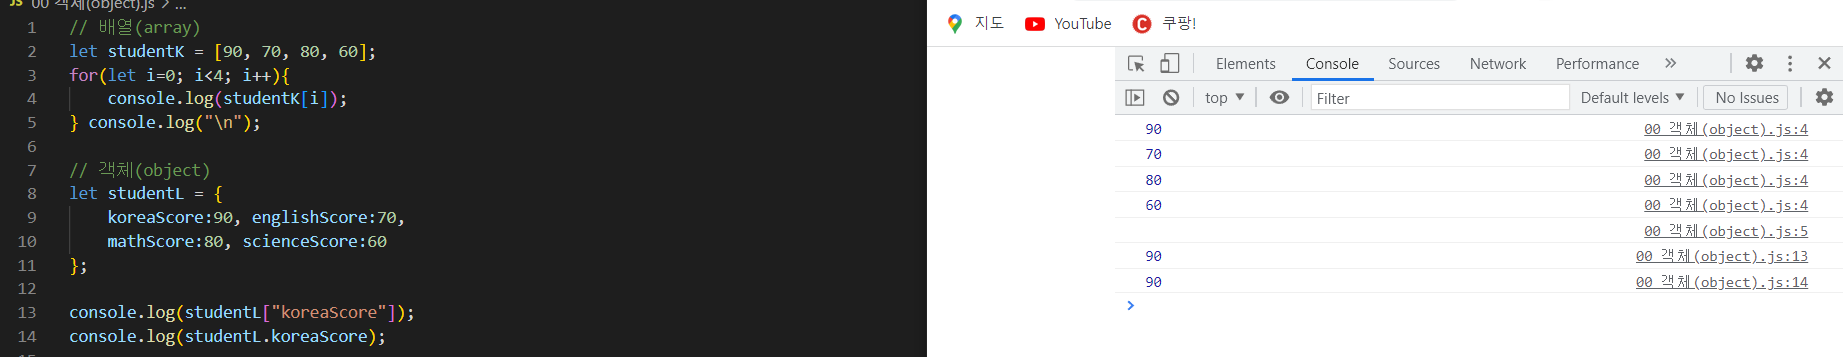 00 객체(object).js > ...
1 // 배열(array)
2 let studentK = [90, 70, 80, 60];
3 for(let i=0; i<4; i++){
4 console.log(studentK[i]);
5 } console.log("\n");
6
7 // 객체(object)
8 let studentL = {
9 koreaScore:90, englishScore:70,
10 mathScore:80, scienceScore:60
11 };
12
13 console.log(studentL["koreaScore"]);
14 console.log(studentL.koreaScore);
지도 YouTube 쿠팡!
Elements Console Sources Network Performance »
top ▼ Filter Default levels ▼ No Issues
90 00 객체(object).js:4
70 00 객체(object).js:4
80 00 객체(object).js:4
60 00 객체(object).js:4
00 객체(object).js:5
90 00 객체(object).js:13
90 00 객체(object).js:14
>